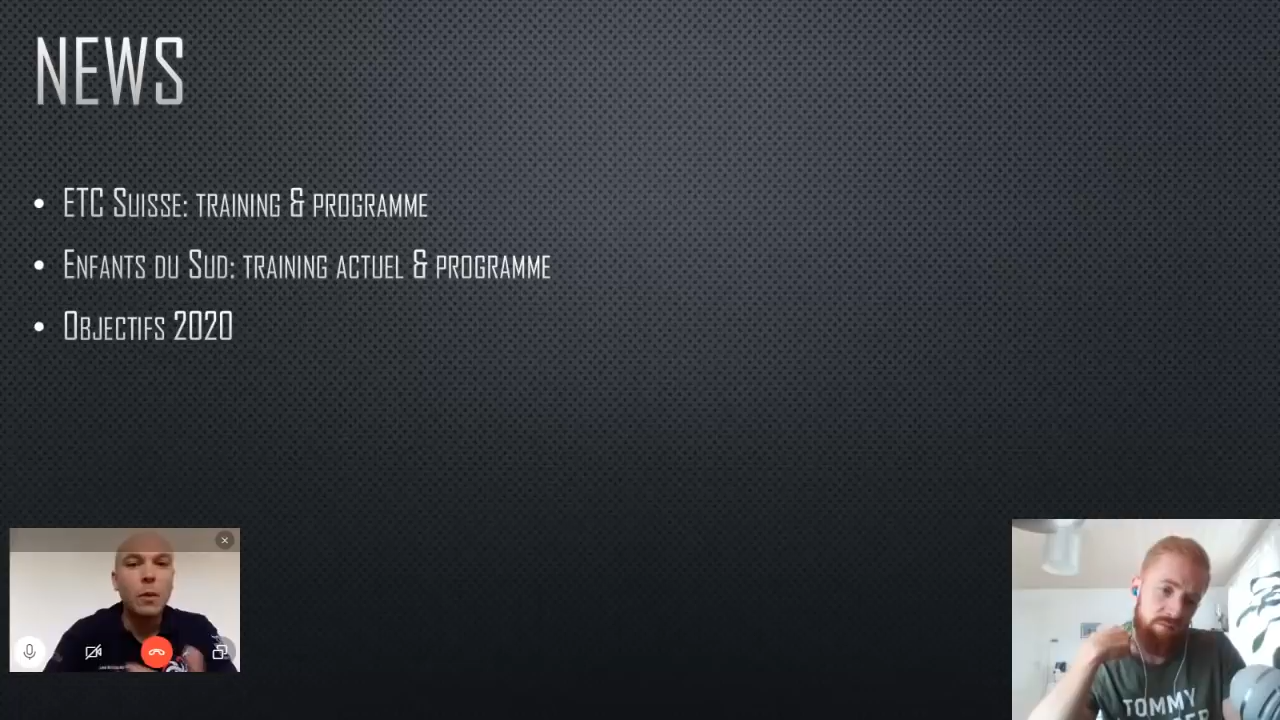 NEWS
• ETC Suisse: training & programme
• Enfants du Sud: training actuel & programme
• Objectifs 2020
TOMMY